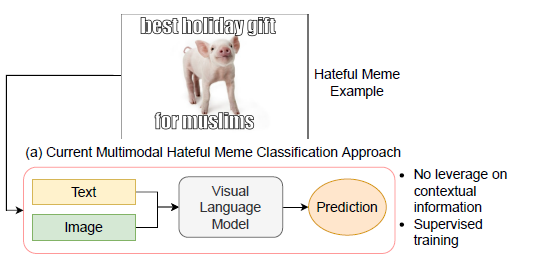 best holiday gift
for muslims
Hateful Meme
Example
(a) Current Multimodal Hateful Meme Classification Approach
Text
Image
Visual
Language
Model
Prediction
• No leverage on
contextual
information
• Supervised
training